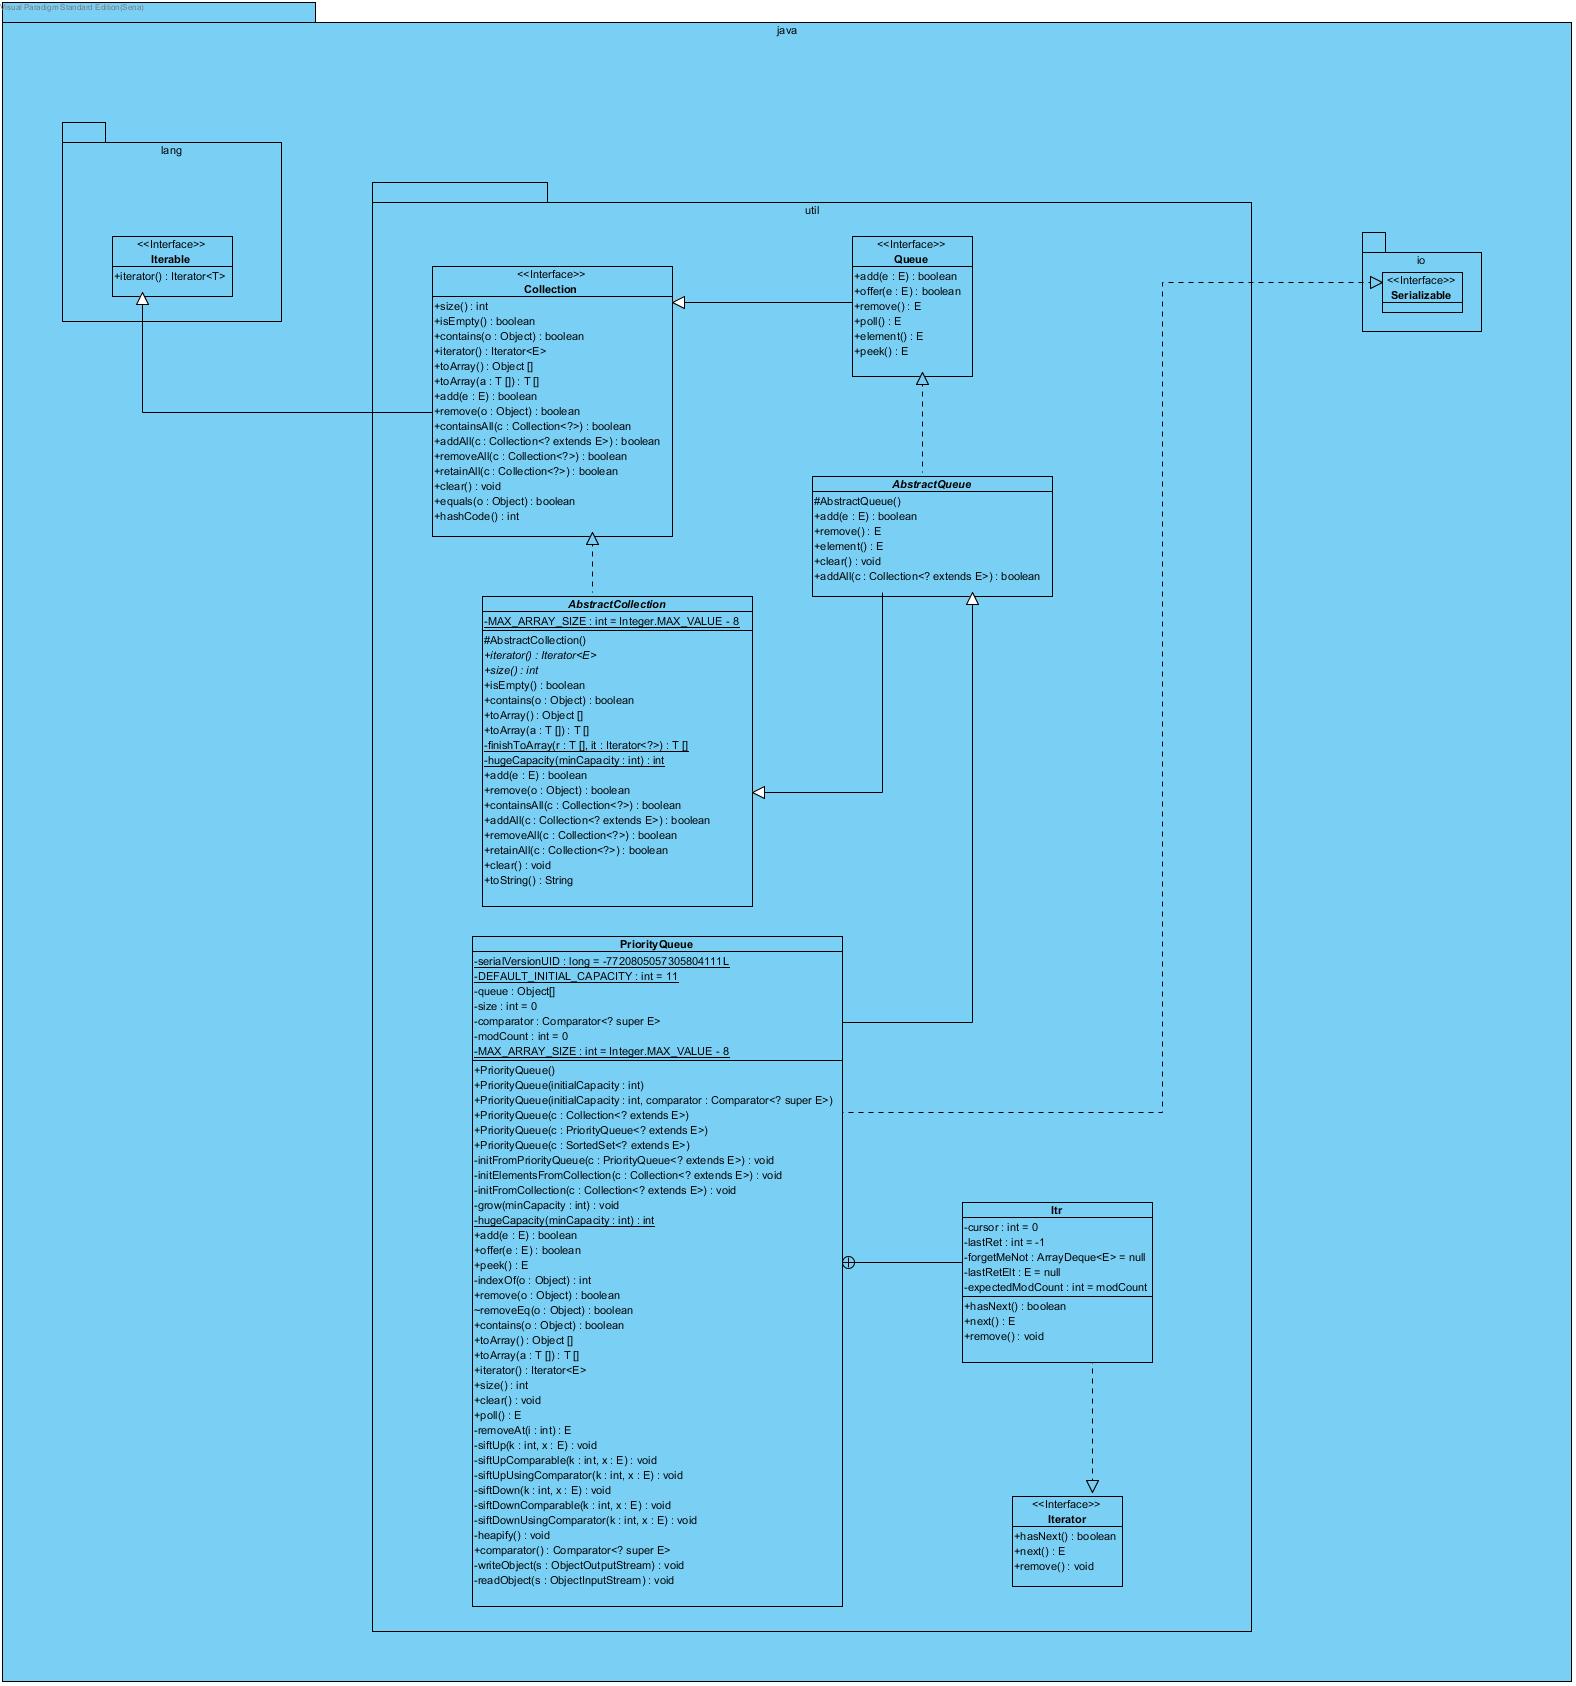 Visual Paradigm Standard Edition(Sena)
java
lang
<<Interface>>
Iterable
+iterator() : Iterator<T>
util
<<Interface>>
Collection
+size() : int
+isEmpty() : boolean
+contains(o : Object) : boolean
+iterator() : Iterator<E>
+toArray() : Object []
+toArray(a : T []) : T []
+add(e : E) : boolean
+remove(o : Object) : boolean
+containsAll(c : Collection<?>) : boolean
+addAll(c : Collection<? extends E>) : boolean
+removeAll(c : Collection<?>) : boolean
+retainAll(c : Collection<?>) : boolean
+clear() : void
+equals(o : Object) : boolean
+hashCode() : int
<<Interface>>
Queue
+add(e : E) : boolean
+offer(e : E) : boolean
+remove() : E
+poll() : E
+element() : E
+peek() : E
io
<<Interface>>
Serializable
AbstractQueue
#AbstractQueue()
+add(e : E) : boolean
+remove() : E
+element() : E
+clear() : void
+addAll(c : Collection<? extends E>) : boolean
AbstractCollection
-MAX_ARRAY_SIZE : int = Integer.MAX_VALUE - 8
#AbstractCollection()
+iterator() : Iterator<E>
+size() : int
+isEmpty() : boolean
+contains(o : Object) : boolean
+toArray() : Object []
+toArray(a : T []) : T []
-finishToArray(r : T [], it : Iterator<?>) : T []
-hugeCapacity(minCapacity : int) : int
+add(e : E) : boolean
+remove(o : Object) : boolean
+containsAll(c : Collection<?>) : boolean
+addAll(c : Collection<? extends E>) : boolean
+removeAll(c : Collection<?>) : boolean
+retainAll(c : Collection<?>) : boolean
+clear() : void
+toString() : String
PriorityQueue
-serialVersionUID : long = -7720805057305804111L
-DEFAULT_INITIAL_CAPACITY : int = 11
-queue : Object[]
-size : int = 0
-comparator : Comparator<? super E>
-modCount : int = 0
-MAX_ARRAY_SIZE : int = Integer.MAX_VALUE - 8
+PriorityQueue()
+PriorityQueue(initialCapacity : int)
+PriorityQueue(initialCapacity : int, comparator : Comparator<? super E>)
+PriorityQueue(c : Collection<? extends E>)
+PriorityQueue(c : PriorityQueue<? extends E>)
+PriorityQueue(c : SortedSet<? extends E>)
-initFromPriorityQueue(c : PriorityQueue<? extends E>) : void
-initElementsFromCollection(c : Collection<? extends E>) : void
-initFromCollection(c : Collection<? extends E>) : void
-grow(minCapacity : int) : void
-hugeCapacity(minCapacity : int) : int
+add(e : E) : boolean
+offer(e : E) : boolean
+peek() : E
-indexOf(o : Object) : int
+remove(o : Object) : boolean
~removeEq(o : Object) : boolean
+contains(o : Object) : boolean
+toArray() : Object []
+toArray(a : T []) : T []
+iterator() : Iterator<E>
+size() : int
+clear() : void
+poll() : E
-removeAt(i : int) : E
-siftUp(k : int, x : E) : void
-siftUpComparable(k : int, x : E) : void
-siftUpUsingComparator(k : int, x : E) : void
-siftDown(k : int, x : E) : void
-siftDownComparable(k : int, x : E) : void
-siftDownUsingComparator(k : int, x : E) : void
-heapify() : void
+comparator() : Comparator<? super E>
-writeObject(s : ObjectOutputStream) : void
-readObject(s : ObjectInputStream) : void
Itr
-cursor : int = 0
-lastRet : int = -1
-forgetMeNot : ArrayDeque<E> = null
-lastRetElt : E = null
-expectedModCount : int = modCount
+hasNext() : boolean
+next() : E
+remove() : void
<<Interface>>
Iterator
+hasNext() : boolean
+next() : E
+remove() : void